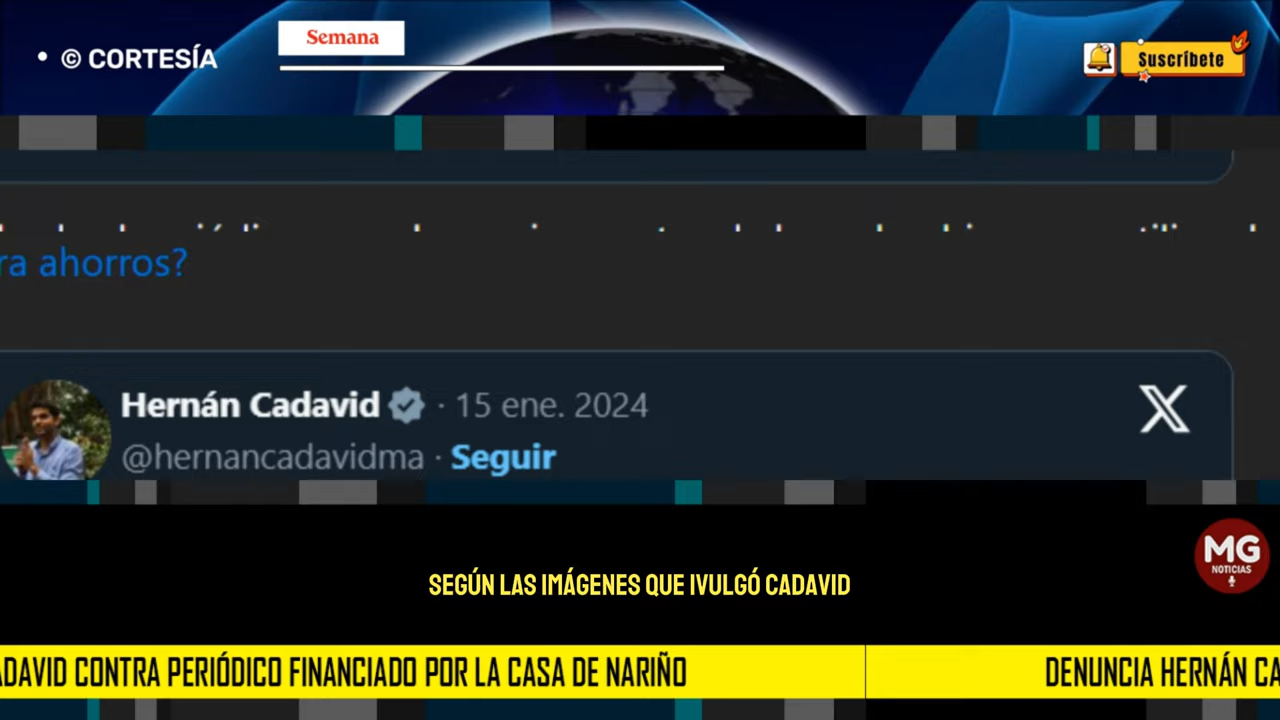 © CORTESÍA
Semana
Suscríbete
ra ahorros?
Hernán Cadavid · 15 ene. 2024
@hernancadavidma · Seguir
SEGÚN LAS IMÁGENES QUE IVULGÓ CADAVID
MG
NOTICIAS
ADAVID CONTRA PERIÓDICO FINANCIADO POR LA CASA DE NARIÑO
DENUNCIA HERNÁN CA